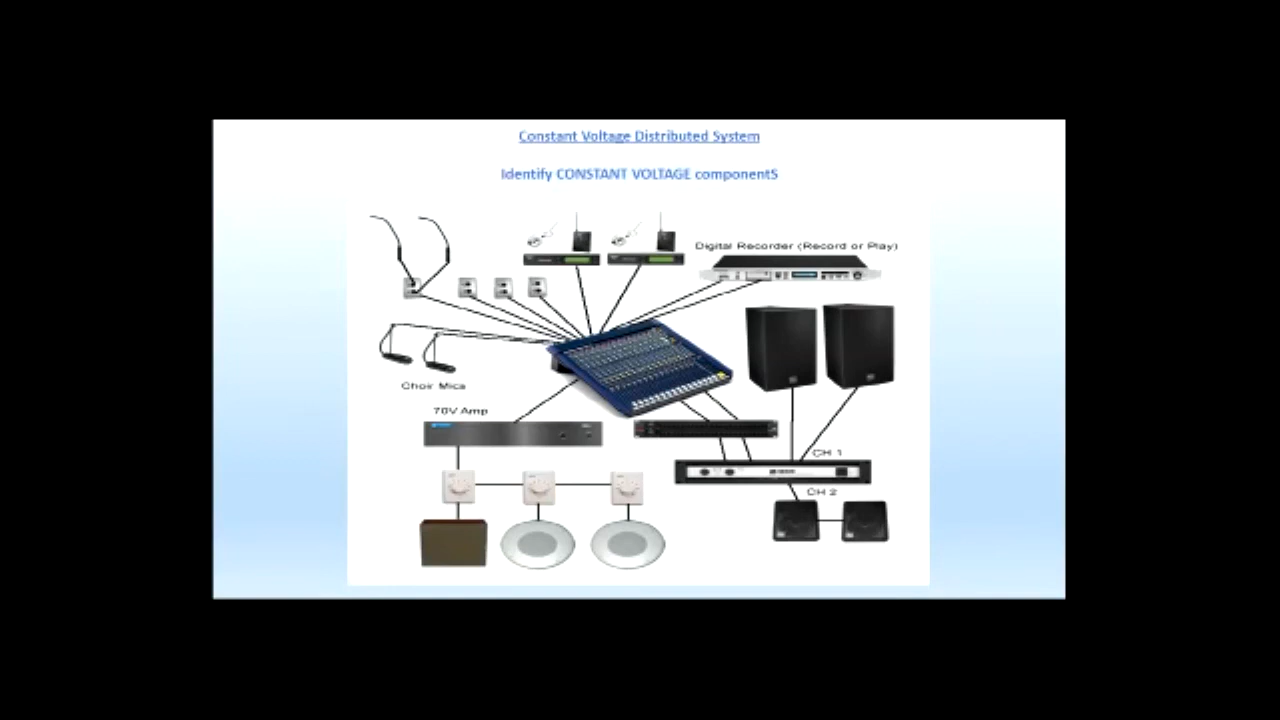 Constant Voltage Distributed System
Identify CONSTANT VOLTAGE componentS
Digital Recorder (Record or Play)
Choir Mica
70V Amp
CH 1
CH 2